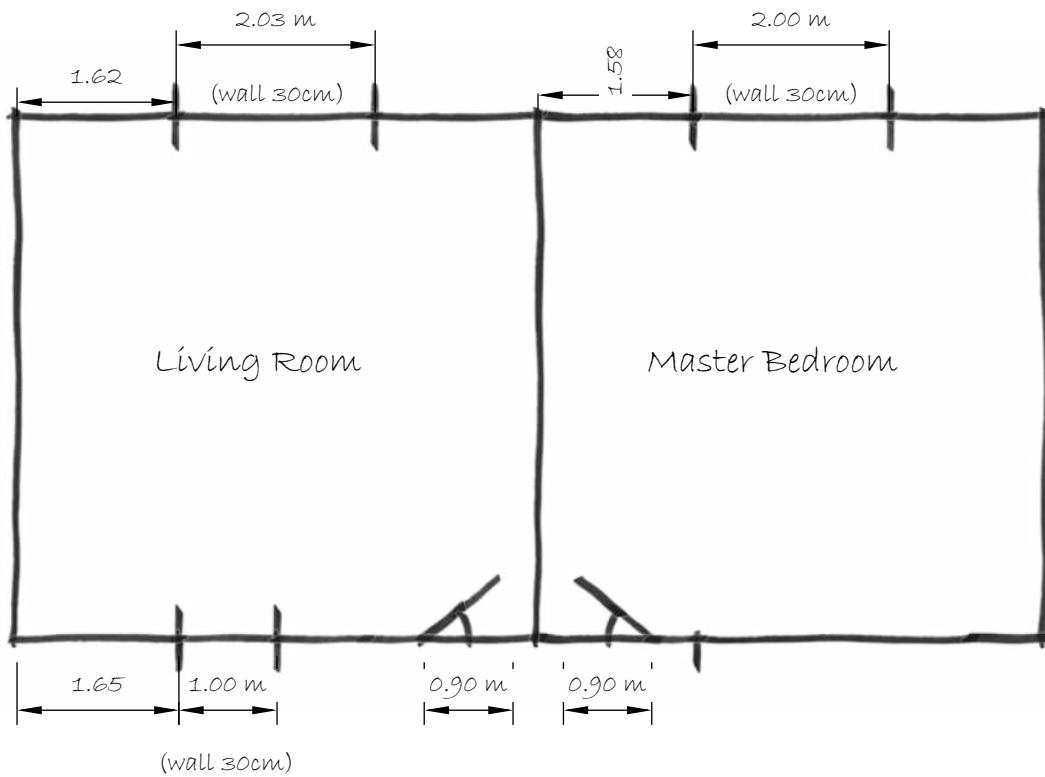 2.03 m
2.00 m
1.62
(wall 30cm)
1.58
(wall 30cm)
Living Room
Master Bedroom
1.65
1.00 m
0.90 m
0.90 m
(wall 30cm)